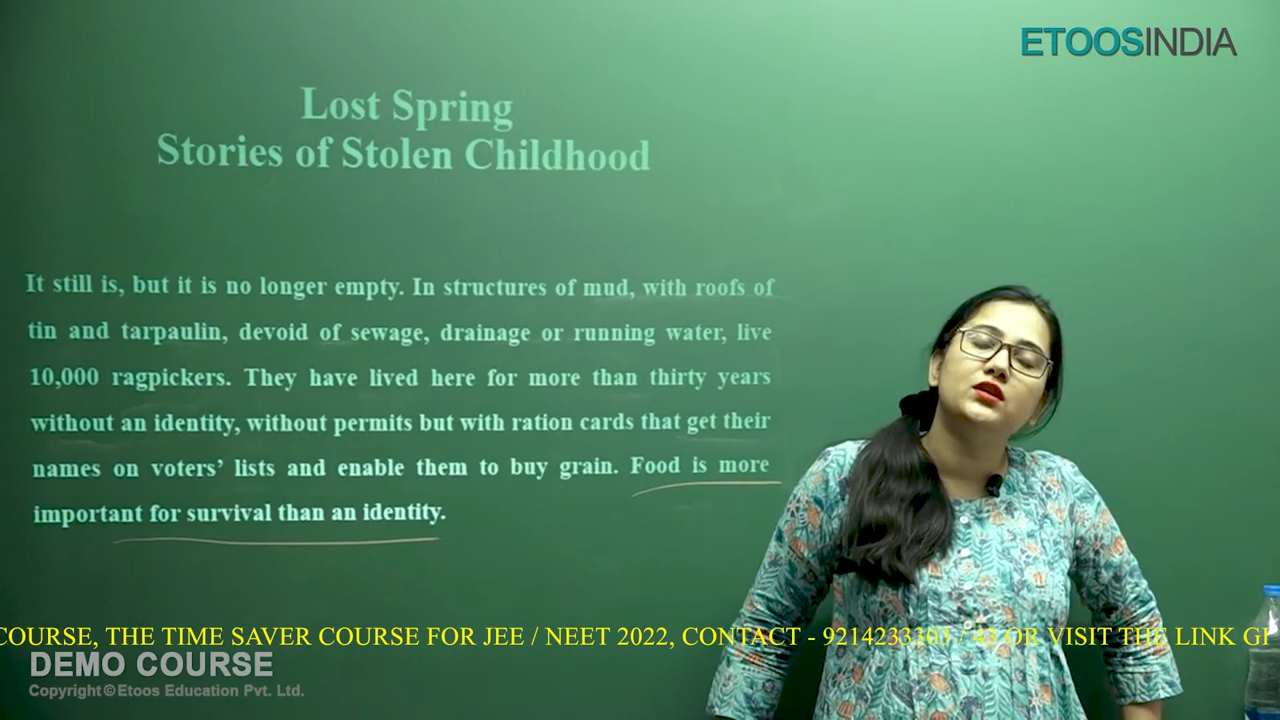 ETOOSINDIA
Lost Spring
Stories of Stolen Childhood
It still is, but it is no longer empty. In structures of mud, with roofs of
tin and tarpaulin, devoid of sewage, drainage or running water, live
10,000 ragpickers. They have lived here for more than thirty years
without an identity, without permits but with ration cards that get their
names on voters’ lists and enable them to buy grain. Food is more
important for survival than an identity.
COURSE, THE TIME SAVER COURSE FOR JEE / NEET 2022, CONTACT - / 43 OR VISIT THE LINK
DEMO COURSE
Copyright © Etoos Education Pvt. Ltd.